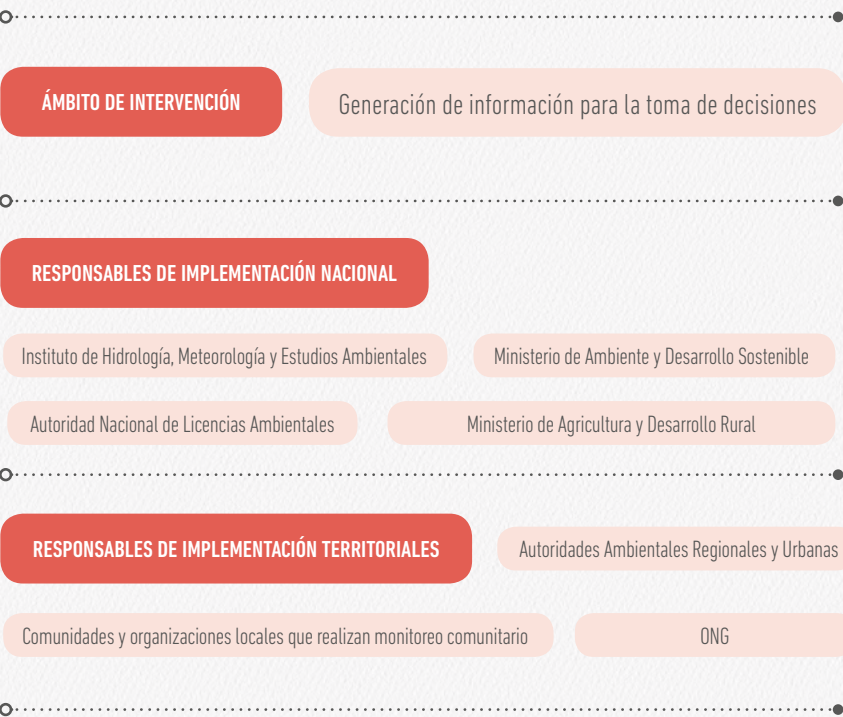 ÁMBITO DE INTERVENCIÓN
Generación de información para la toma de decisiones
RESPONSABLES DE IMPLEMENTACIÓN NACIONAL
Instituto de Hidrología, Meteorología y Estudios Ambientales
Ministerio de Ambiente y Desarrollo Sostenible
Autoridad Nacional de Licencias Ambientales
Ministerio de Agricultura y Desarrollo Rural
RESPONSABLES DE IMPLEMENTACIÓN TERRITORIALES
Autoridades Ambientales Regionales y Urbanas
Comunidades y organizaciones locales que realizan monitoreo comunitario
ONG